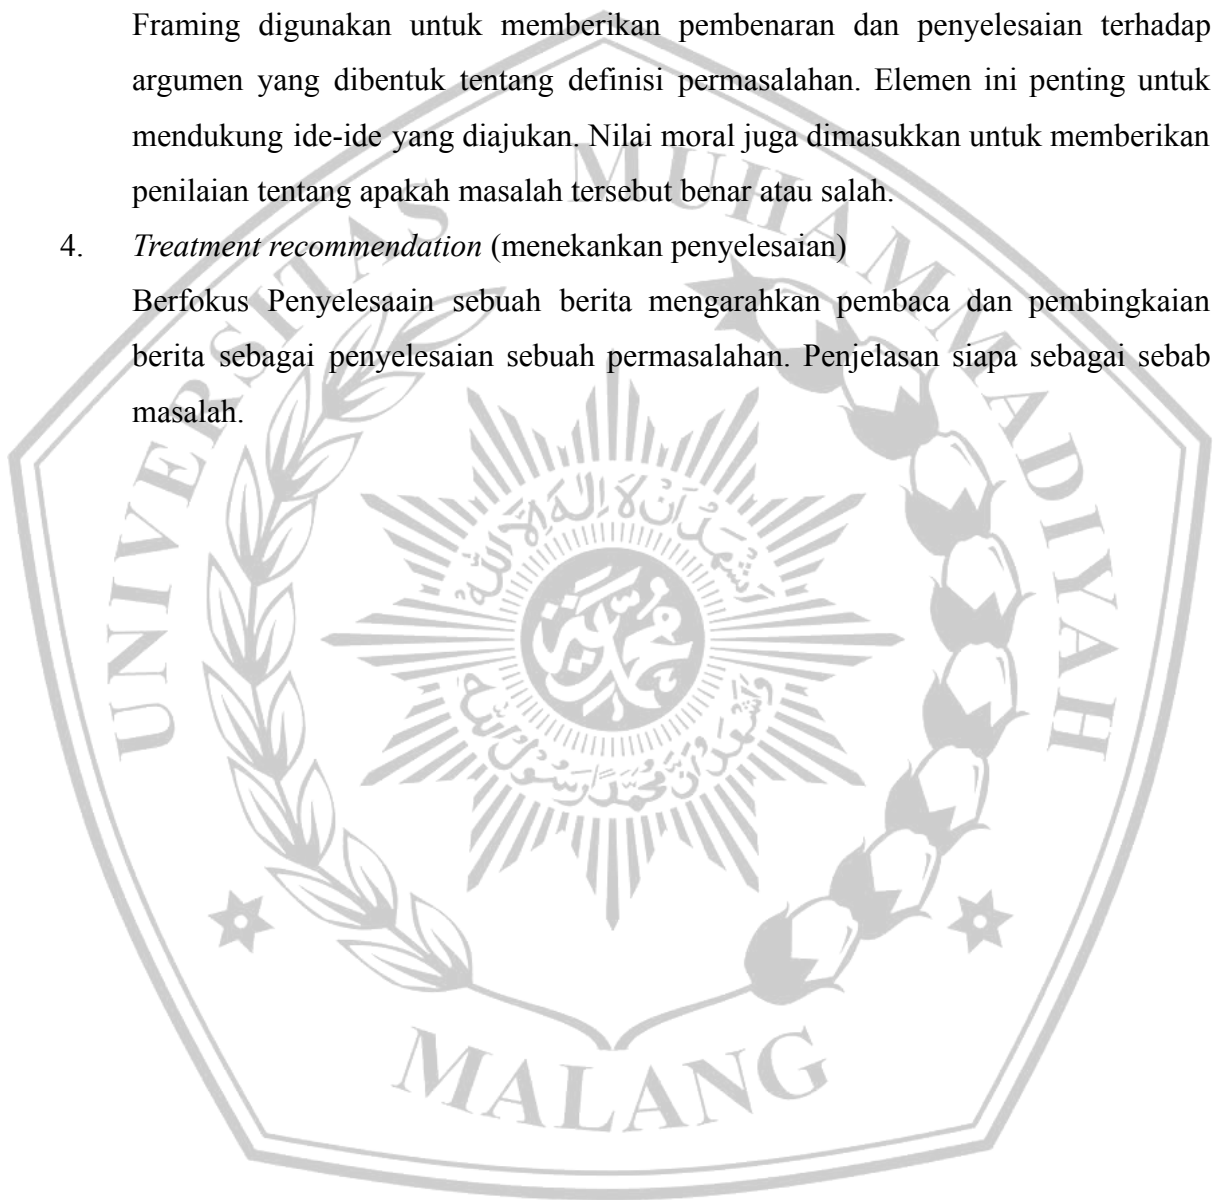 Framing digunakan untuk memberikan pembenaran dan penyelesaian terhadap
argumen yang dibentuk tentang definisi permasalahan. Elemen ini penting untuk
mendukung ide-ide yang diajukan. Nilai moral juga dimasukkan untuk memberikan
penilaian tentang apakah masalah tersebut benar atau salah.
4. Treatment recommendation (menekankan penyelesaian)
Berfokus Penyelesaain sebuah berita mengarahkan pembaca dan pembingkaian
berita sebagai penyelesaian sebuah permasalahan. Penjelasan siapa sebagai sebab
masalah.
UNIVERSITAS MUHAMMADIYAH
MALANG